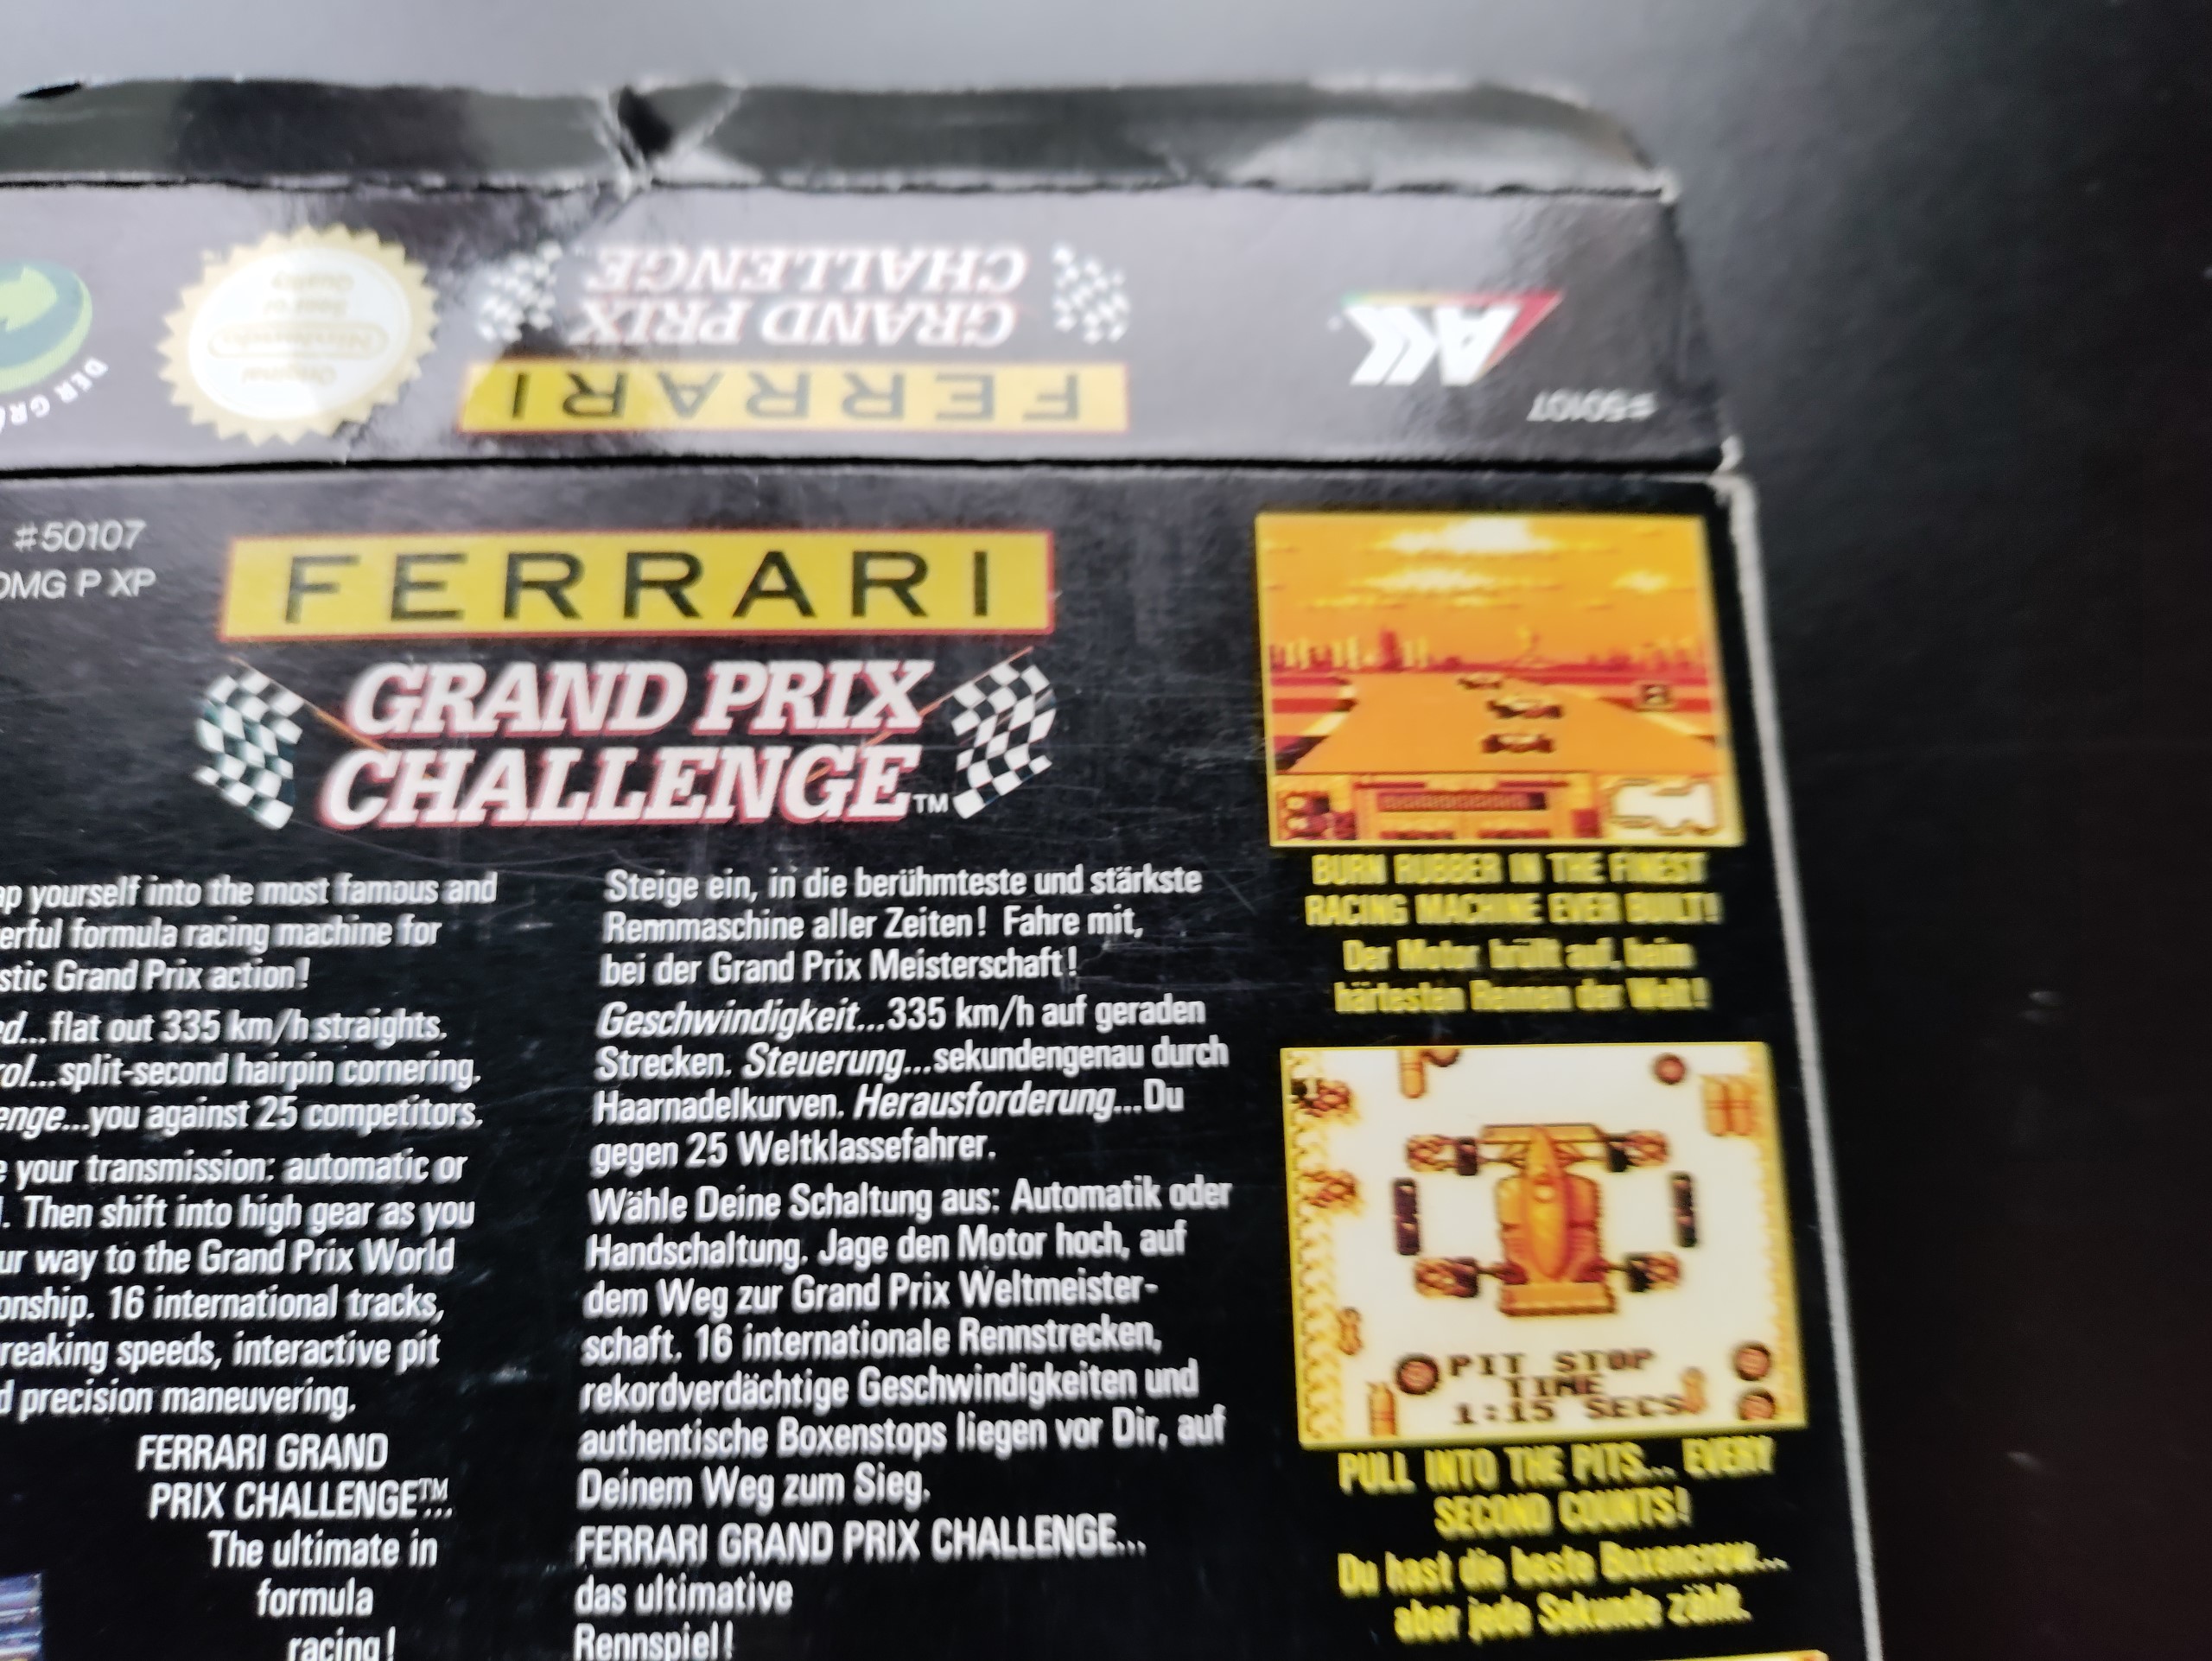 DER GR
Original
Nintendo
Seal of
Quality
FERRARI
GRAND PRIX
CHALLENGE
#50107
#50107
DMG P XP
FERRARI
GRAND PRIX
CHALLENGE™
yourself into the most famous and
formula racing machine for
Grand Prix action!
...flat out 335 km/h straights.
...split-second hairpin cornering.
...you against 25 competitors.
your transmission: automatic or
. Then shift into high gear as you
way to the Grand Prix World
16 international tracks,
speeds, interactive pit
precision maneuvering.
FERRARI GRAND
PRIX CHALLENGE™...
The ultimate in
formula
racing!
Steige ein, in die berühmteste und stärkste
Rennmaschine aller Zeiten! Fahre mit,
bei der Grand Prix Meisterschaft!
Geschwindigkeit...335 km/h auf geraden
Strecken. Steuerung...sekundengenau durch
Haarnadelkurven. Herausforderung...Du
gegen 25 Weltklassefahrer.
Wähle Deine Schaltung aus: Automatik oder
Handschaltung. Jage den Motor hoch, auf
dem Weg zur Grand Prix Weltmeister-
schaft. 16 internationale Rennstrecken,
rekordverdächtige Geschwindigkeiten und
authentische Boxenstops liegen vor Dir, auf
Deinem Weg zum Sieg.
FERRARI GRAND PRIX CHALLENGE...
das ultimative
Rennspiel!
BURN RUBBER IN THE FINEST
RACING MACHINE EVER BUILT!
Der Motor brüllt auf, beim
härtesten Rennen der Welt!
PIT STOP
TIME
1:15 SECS
PULL INTO THE PITS... EVERY
SECOND COUNTS!
Du hast die beste Boxencrew...
aber jede Sekunde zählt.